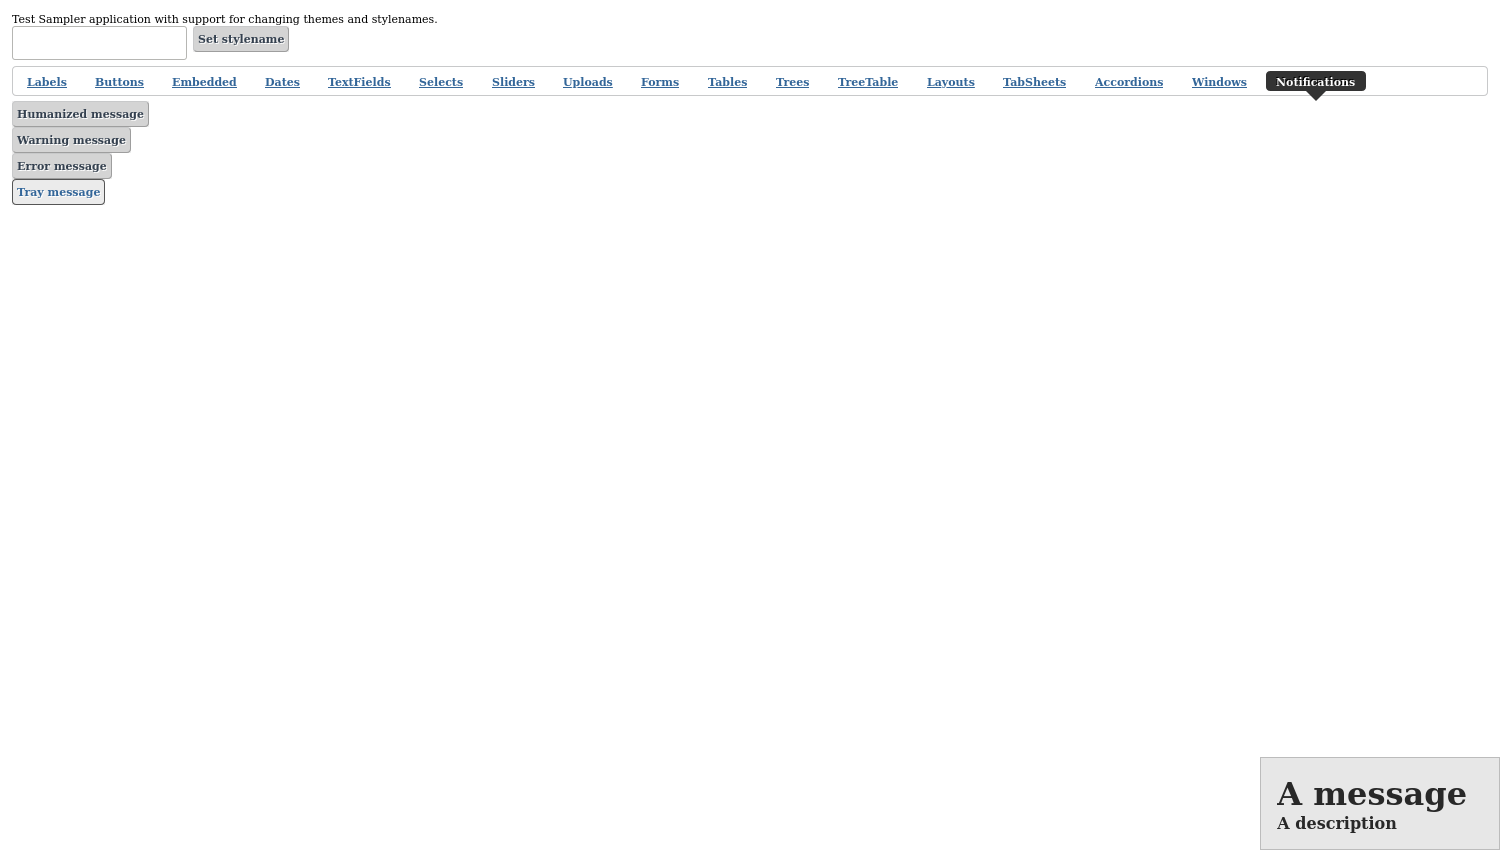 Test Sampler application with support for changing themes and stylenames.
Set stylename
Labels Buttons Embedded Dates TextFields Selects Sliders Uploads Forms Tables Trees TreeTable Layouts TabSheets Accordions Windows Notifications
Humanized message
Warning message
Error message
Tray message
A message
A description